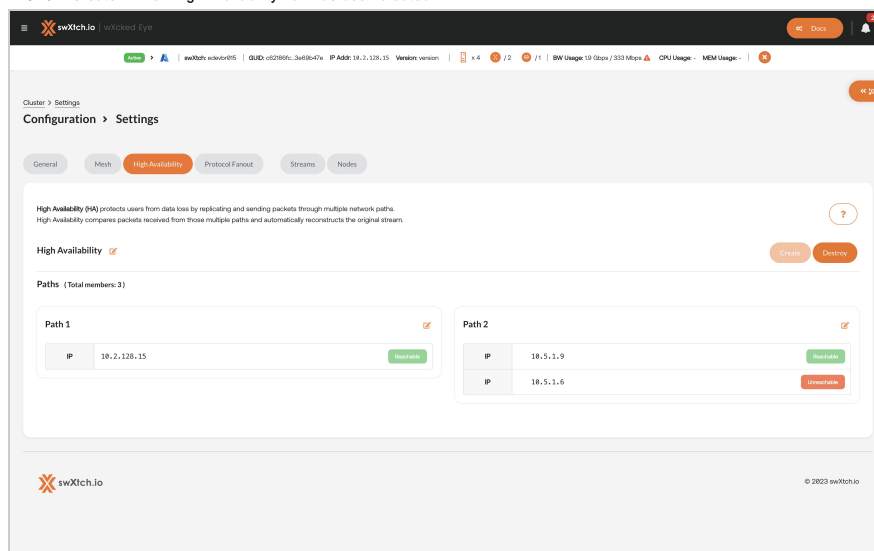 swXtch.io | wXcked Eye
Docs
2
Active > swXtch: edevbr015 | GUID: c62186fc...3e69b47e IP Addr: 10.2.128.15 Version: version | x 4 / 2 / 1 | BW Usage: 1.9 Gbps / 333 Mpps CPU Usage: - MEM Usage: - |
Cluster > Settings
Configuration > Settings
General Mesh High Availability Protocol Fanout Streams Nodes
High Availability (HA) protects users from data loss by replicating and sending packets through multiple network paths.
High Availability compares packets received from those multiple paths and automatically reconstructs the original stream.
?
High Availability
Create Destroy
Paths (Total members: 3)
Path 1
IP 10.2.128.15 Reachable
Path 2
IP 10.5.1.9 Reachable
IP 10.5.1.6 Unreachable
swXtch.io
© 2023 swXtch.io